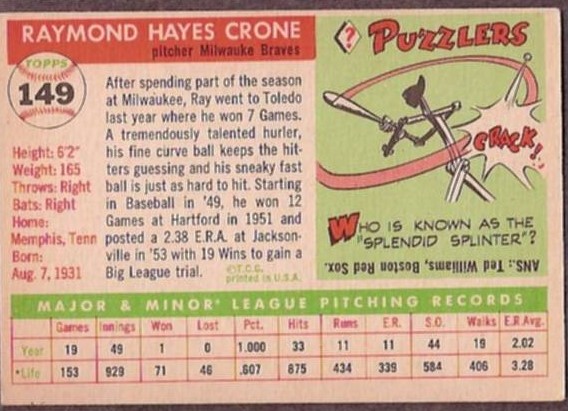 RAYMOND HAYES CRONE
pitcher Milwauke Braves
TOPPS
149
Height: 6'2"
Weight: 165
Throws: Right
Bats: Right
Home:
Memphis, Tenn
Born:
Aug. 7, 1931
After spending part of the season
at Milwaukee, Ray went to Toledo
last year where he won 7 Games.
A tremendously talented hurler,
his fine curve ball keeps the hit-
ters guessing and his sneaky fast
ball is just as hard to hit. Starting
in Baseball in '49, he won 12
Games at Hartford in 1951 and
posted a 2.38 E.R.A. at Jackson-
ville in '53 with 19 Wins to gain a
Big League trial.
©T.C.G.
printed in U.S.A.
? PUZZLERS
CRACK!
WHO IS KNOWN AS THE
"SPLENDID SPLINTER"?
ANS.: Ted Williams, Boston Red Sox.
MAJOR & MINOR* LEAGUE PITCHING RECORDS
Games Innings Won Lost Pct. Hits Runs E.R. S.O. Walks E.R.Avg.
Year 19 49 1 0 1.000 33 11 11 44 19 2.02
*Life 153 929 71 46 .607 875 434 339 584 406 3.28